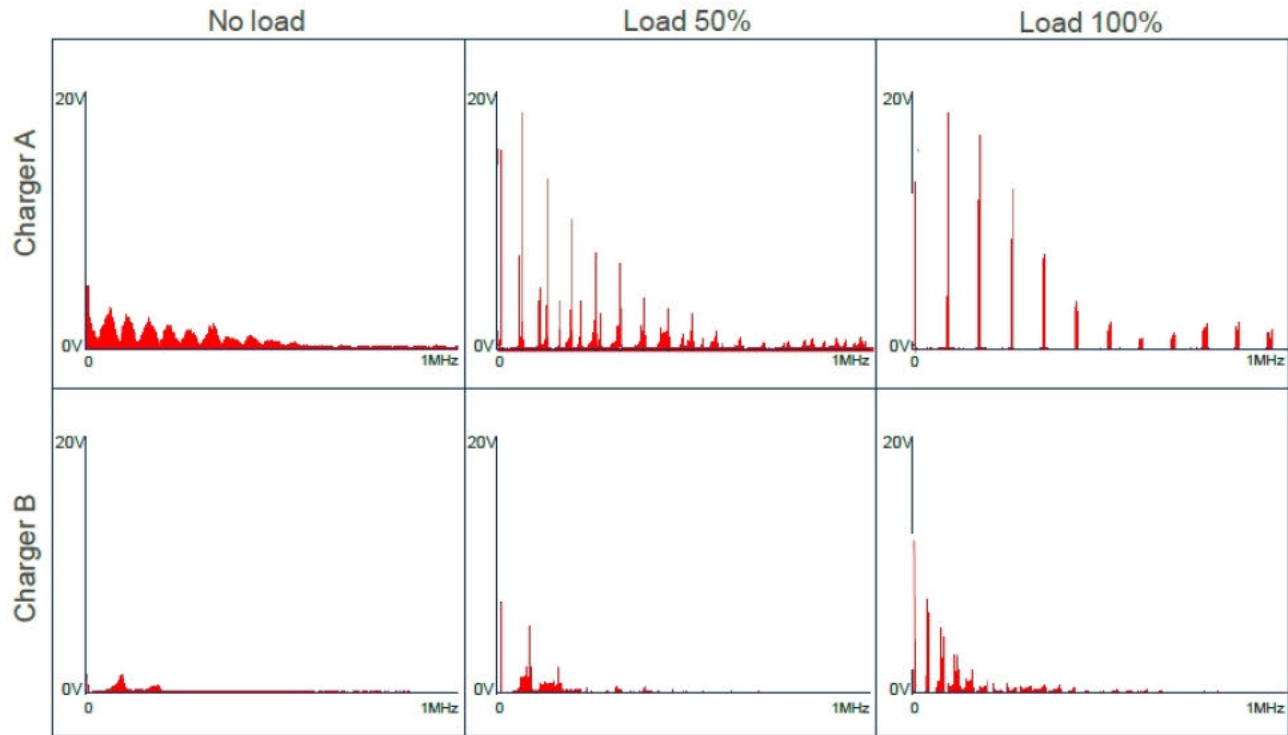 No load Load 50% Load 100%
Charger A
20V 20V 20V
0V 0V 0V
0 1MHz 0 1MHz 0 1MHz
Charger B
20V 20V 20V
0V 0V 0V
0 1MHz 0 1MHz 0 1MHz